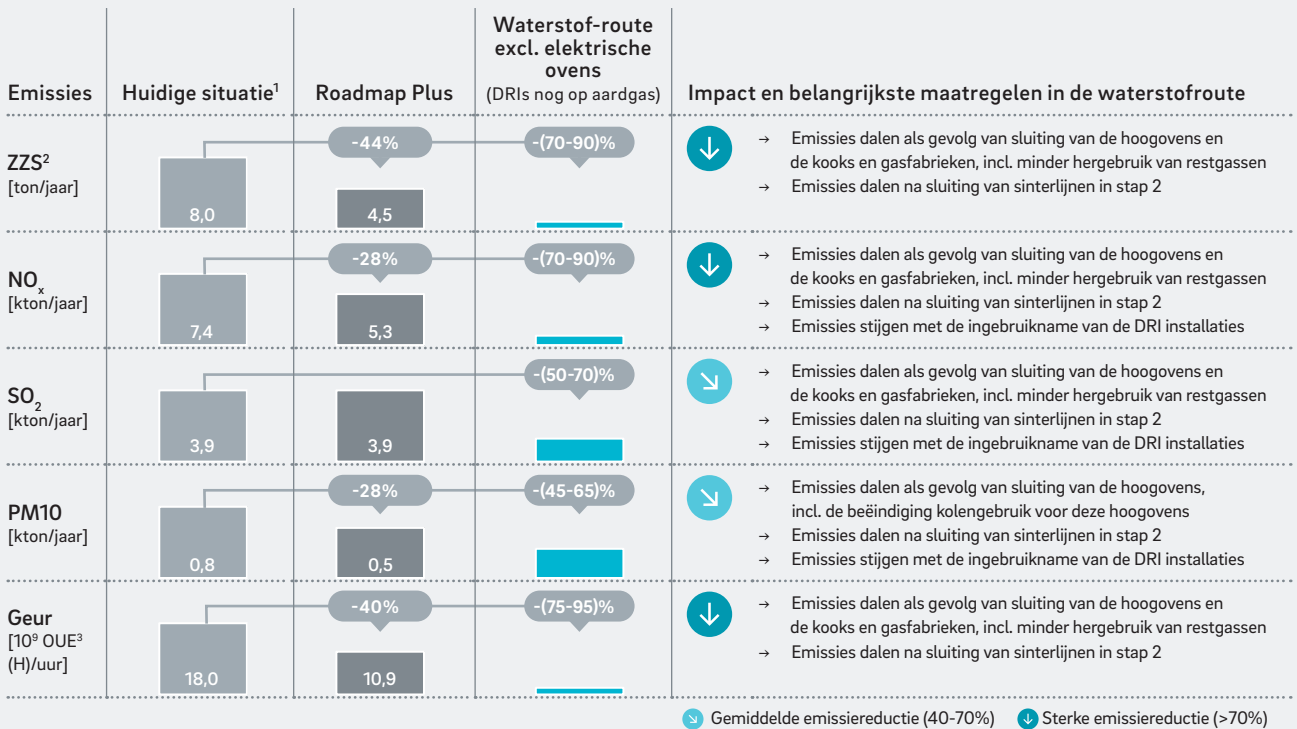 Emissies
Huidige situatie¹
Roadmap Plus
Waterstof-route
excl. elektrische
ovens
(DRIs nog op aardgas)
Impact en belangrijkste maatregelen in de waterstofroute
ZZS²
[ton/jaar]
8,0
-44%
4,5
-(70-90)%
→ Emissies dalen als gevolg van sluiting van de hoogovens en
de kooks en gasfabrieken, incl. minder hergebruik van restgassen
→ Emissies dalen na sluiting van sinterlijnen in stap 2
NOx
[kton/jaar]
7,4
-28%
5,3
-(70-90)%
→ Emissies dalen als gevolg van sluiting van de hoogovens en
de kooks en gasfabrieken, incl. minder hergebruik van restgassen
→ Emissies dalen na sluiting van sinterlijnen in stap 2
→ Emissies stijgen met de ingebruikname van de DRI installaties
SO2
[kton/jaar]
3,9
3,9
-(50-70)%
→ Emissies dalen als gevolg van sluiting van de hoogovens en
de kooks en gasfabrieken, incl. minder hergebruik van restgassen
→ Emissies dalen na sluiting van sinterlijnen in stap 2
→ Emissies stijgen met de ingebruikname van de DRI installaties
PM10
[kton/jaar]
0,8
-28%
0,5
-(45-65)%
→ Emissies dalen als gevolg van sluiting van de hoogovens,
incl. de beëindiging kolengebruik voor deze hoogovens
→ Emissies dalen na sluiting van sinterlijnen in stap 2
→ Emissies stijgen met de ingebruikname van de DRI installaties
Geur
[10⁹ OUE³
(H)/uur]
18,0
-40%
10,9
-(75-95)%
→ Emissies dalen als gevolg van sluiting van de hoogovens en
de kooks en gasfabrieken, incl. minder hergebruik van restgassen
→ Emissies dalen na sluiting van sinterlijnen in stap 2
Gemiddelde emissiereductie (40-70%)
Sterke emissiereductie (>70%)